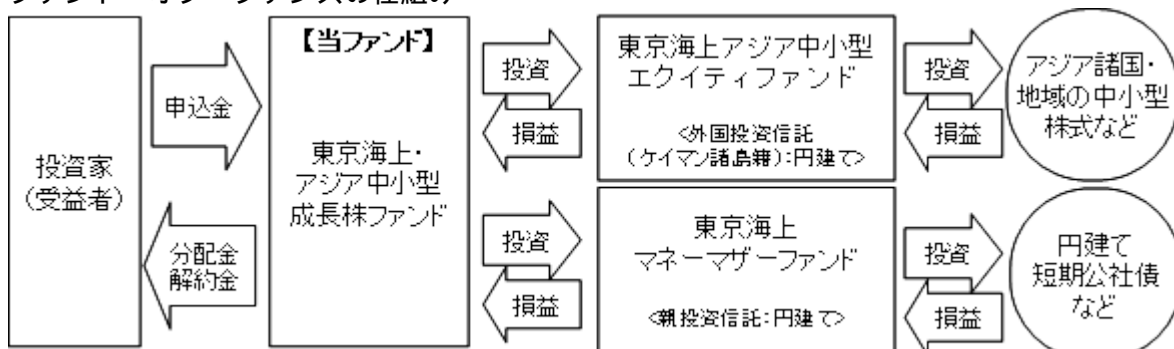 ファンド・オブ・ファンズの仕組み
投資家
(受益者)
申込金
分配金
解約金
【当ファンド】
東京海上・
アジア中小型
成長株ファンド
投資
損益
東京海上アジア中小型
エクイティファンド
<外国投資信託
(ケイマン諸島籍):円建て>
投資
損益
アジア諸国・
地域の中小型
株式など
投資
損益
東京海上
マネーマザーファンド
<親投資信託:円建て>
投資
損益
円建て
短期公社債
など